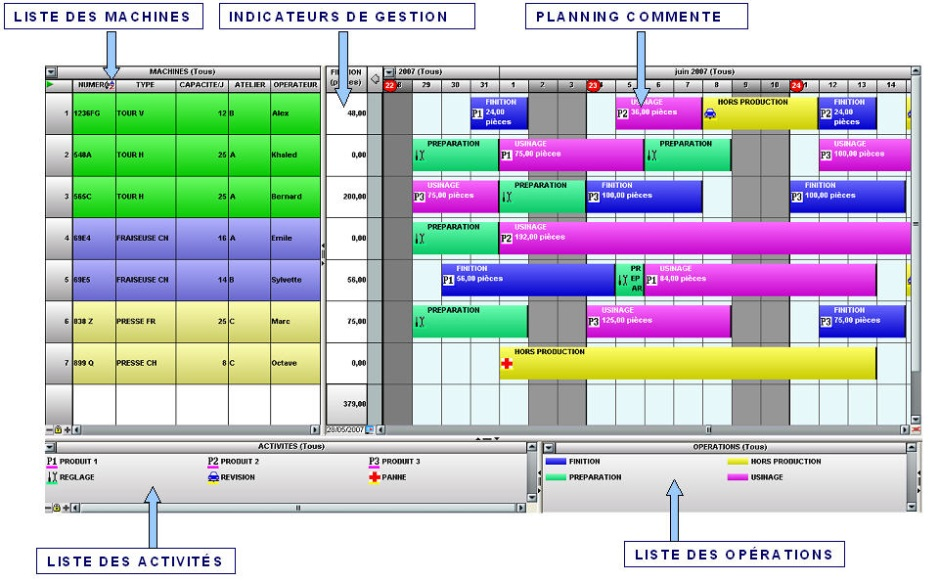 LISTE DES MACHINES
INDICATEURS DE GESTION
PLANNING COMMENTE
MACHINES (Tous)
FINITION
(pièces)
2007 (Tous)
juin 2007 (Tous)
NUMERO TYPE CAPACITE/J ATELIER OPERATEUR
22 29 30 31 1 2 23 4 5 6 7 8 9 10 24 11 12 13 14
1 1236FG TOUR V 12 B Alex 48,00
FINITION
P1 24,00
pièces
USINAGE
P2 36,00 pièces
HORS PRODUCTION
FINITION
P2 24,00
pièces
2 548A TOUR H 25 A Khaled 0,00
PREPARATION
USINAGE
P1 75,00 pièces
PREPARATION
USINAGE
P3 100,00 pièces
3 565C TOUR H 25 A Bernard 200,00
USINAGE
P3 75,00 pièces
PREPARATION
FINITION
P3 100,00 pièces
FINITION
P3 100,00 pièces
4 69E4 FRAISEUSE CN 16 A Emile 0,00
PREPARATION
USINAGE
P2 192,00 pièces
5 69E5 FRAISEUSE CN 14 B Sylvette 56,00
FINITION
P1 56,00 pièces
PR
EP
AR
USINAGE
P1 84,00 pièces
6 838 Z PRESSE FR 25 C Marc 75,00
PREPARATION
USINAGE
P3 125,00 pièces
FINITION
P3 75,00 pièces
7 899 Q PRESSE CH 8 C Octave 0,00
HORS PRODUCTION
379,00
28/05/2007
ACTIVITES (Tous)
P1 PRODUIT 1 P2 PRODUIT 2 P3 PRODUIT 3
REGLAGE REVISION PANNE
OPERATIONS (Tous)
FINITION HORS PRODUCTION
PREPARATION USINAGE
LISTE DES ACTIVITÉS
LISTE DES OPÉRATIONS